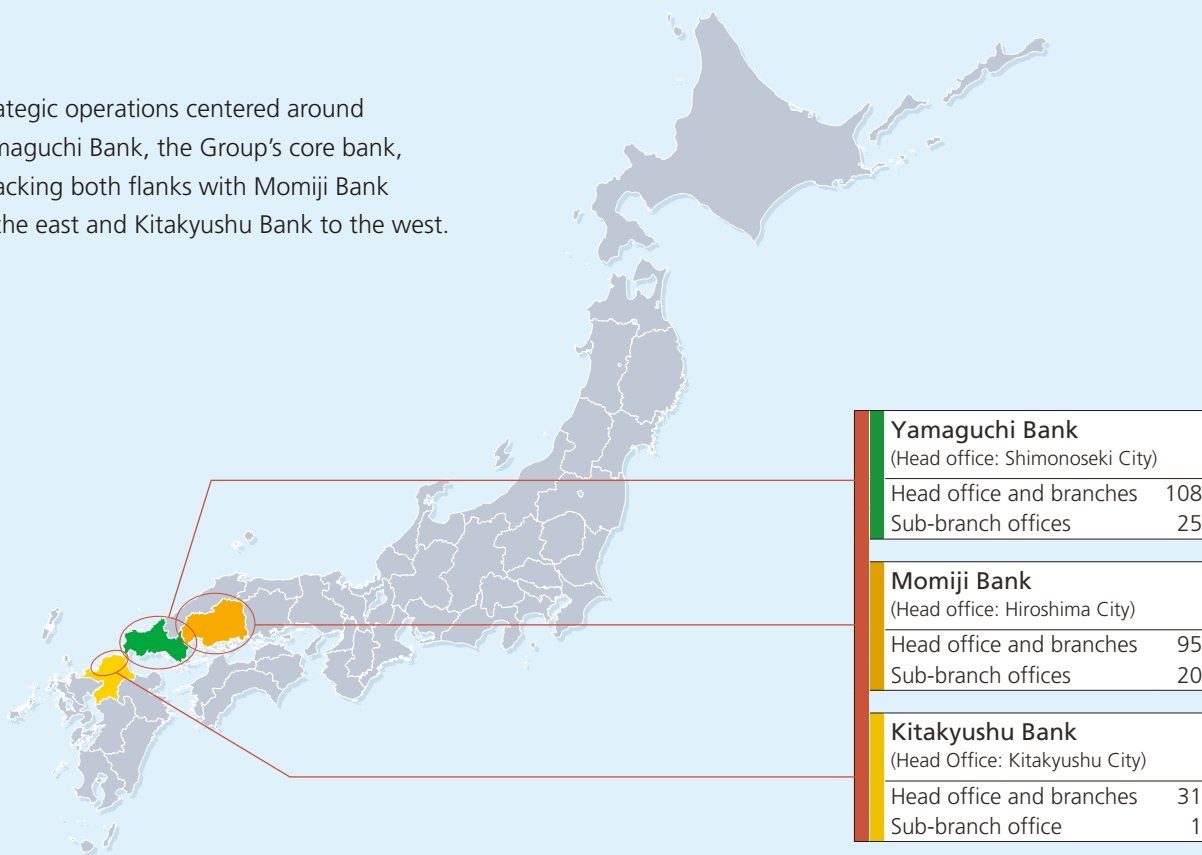 ategic operations centered around
maguchi Bank, the Group's core bank,
acking both flanks with Momiji Bank
the east and Kitakyushu Bank to the west.
Yamaguchi Bank
(Head office: Shimonoseki City)
Head office and branches 108
Sub-branch offices 25
Momiji Bank
(Head office: Hiroshima City)
Head office and branches 95
Sub-branch offices 20
Kitakyushu Bank
(Head Office: Kitakyushu City)
Head office and branches 31
Sub-branch office 1